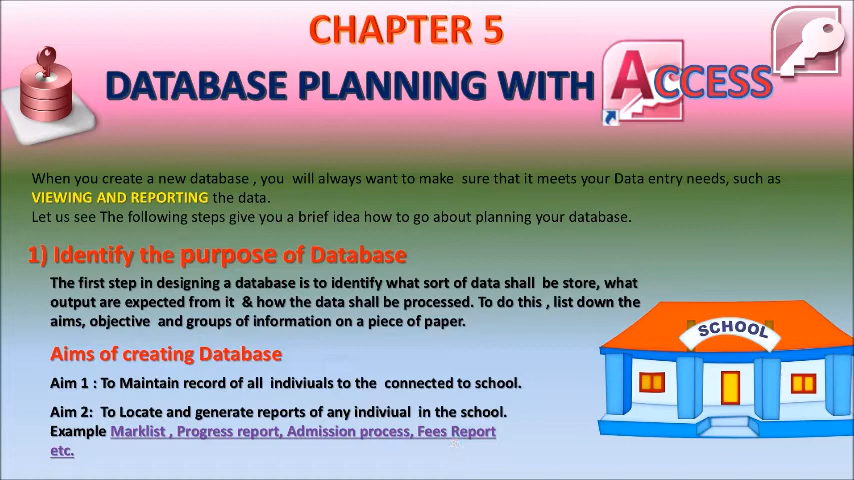 CHAPTER 5
DATABASE PLANNING WITH ACCESS
When you create a new database , you will always want to make sure that it meets your Data entry needs, such as
VIEWING AND REPORTING the data.
Let us see The following steps give you a brief idea how to go about planning your database.
1) Identify the purpose of Database
The first step in designing a database is to identify what sort of data shall be store, what
output are expected from it & how the data shall be processed. To do this , list down the
aims, objective and groups of information on a piece of paper.
SCHOOL
Aims of creating Database
Aim 1 : To Maintain record of all indiviuals to the connected to school.
Aim 2: To Locate and generate reports of any indiviual in the school.
Example Marklist , Progress report, Admission process, Fees Report
etc.